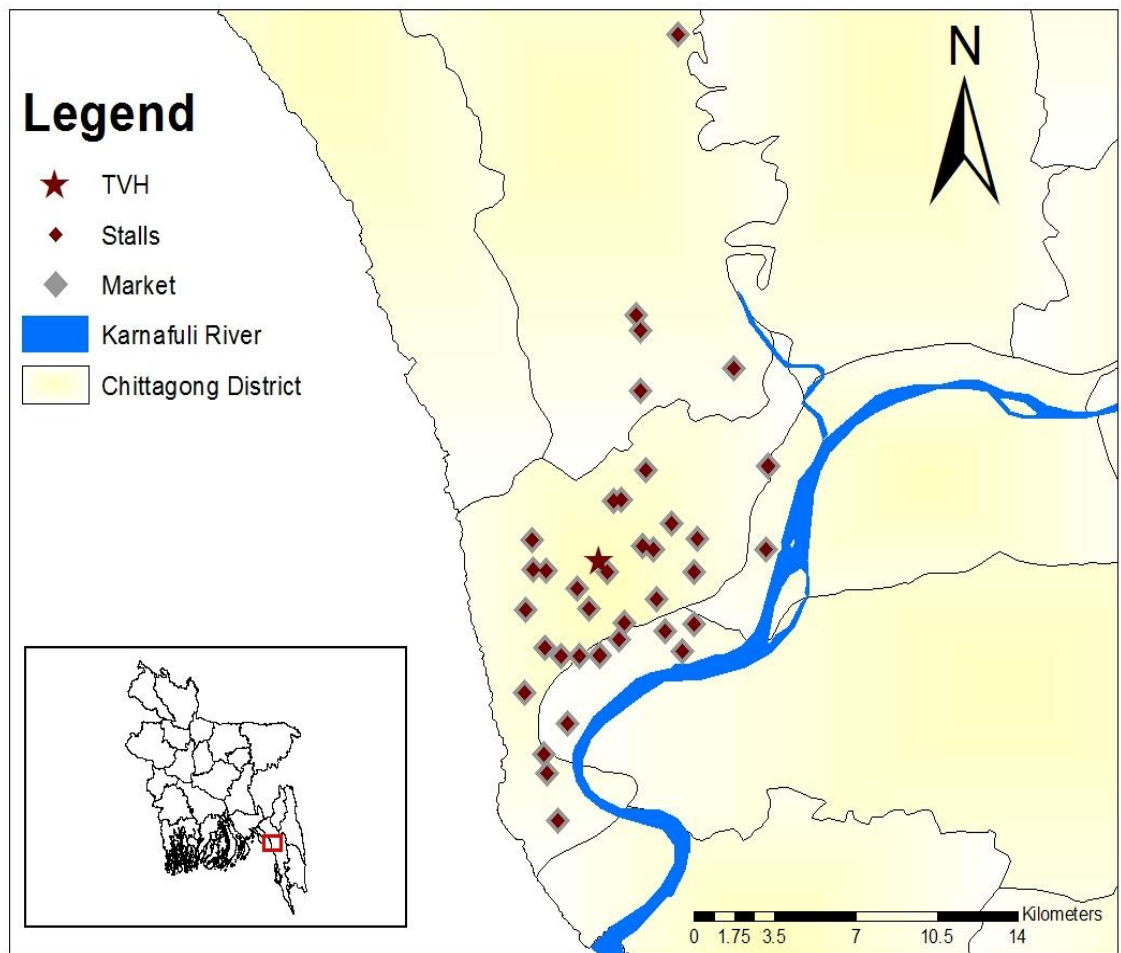 N
Legend
TVH
Stalls
Market
Karnafuli River
Chittagong District
Kilometers
0 1.75 3.5 7 10.5 14